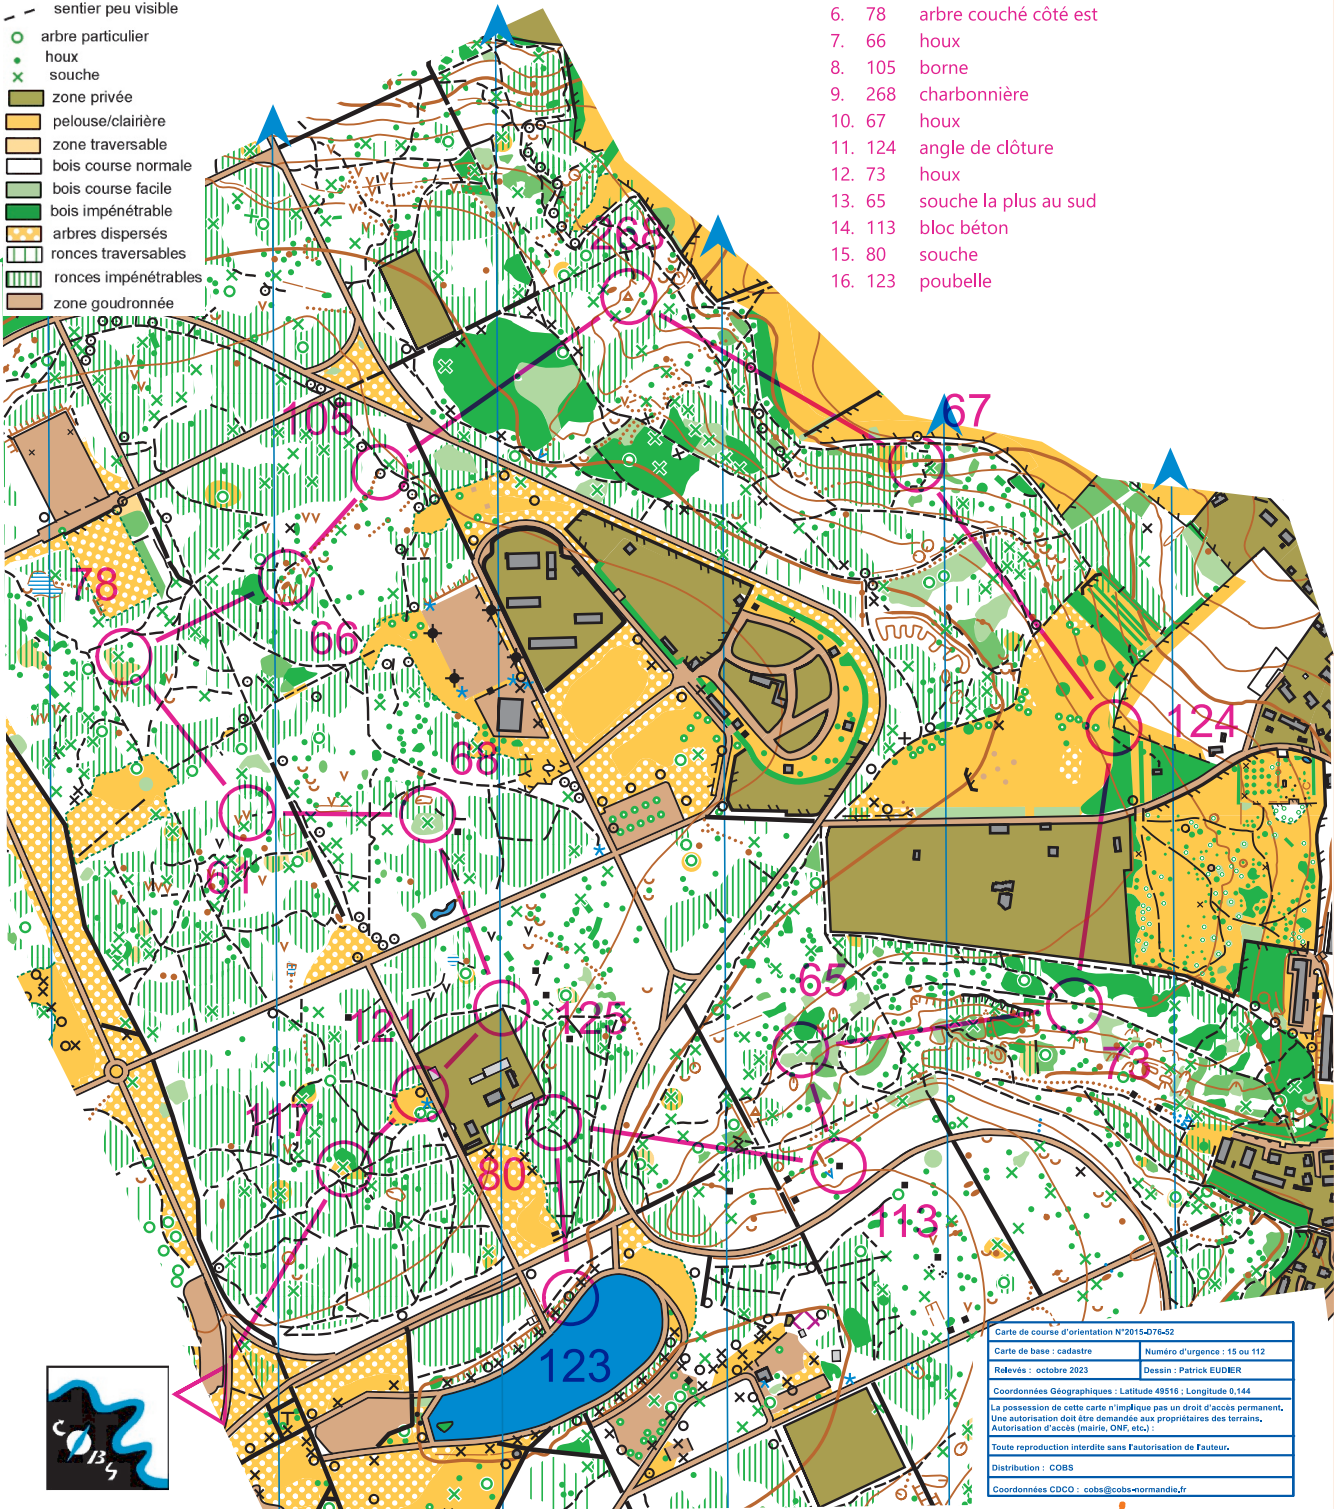 sentier peu visible
arbre particulier
houx
souche
zone privée
pelouse/clairière
zone traversable
bois course normale
bois course facile
bois impénétrable
arbres dispersés
ronces traversables
ronces impénétrables
zone goudronnée
6. 78 arbre couché côté est
7. 66 houx
8. 105 borne
9. 268 charbonnière
10. 67 houx
11. 124 angle de clôture
12. 73 houx
13. 65 souche la plus au sud
14. 113 bloc béton
15. 80 souche
16. 123 poubelle
268
105
67
78
66
124
68
61
65
121
125
73
117
80
113
123
COBS
Carte de course d'orientation N°2015-D76-52
Carte de base : cadastre
Numéro d'urgence : 15 ou 112
Relevés : octobre 2023
Dessin : Patrick EUDIER
Coordonnées Géographiques : Latitude 49516 ; Longitude 0,144
La possession de cette carte n'implique pas un droit d'accès permanent.
Une autorisation doit être demandée aux propriétaires des terrains.
Autorisation d'accès (mairie, ONF, etc.) :
Toute reproduction interdite sans l'autorisation de l'auteur.
Distribution : COBS
Coordonnées CDCO : cobs@cobs-normandie.fr